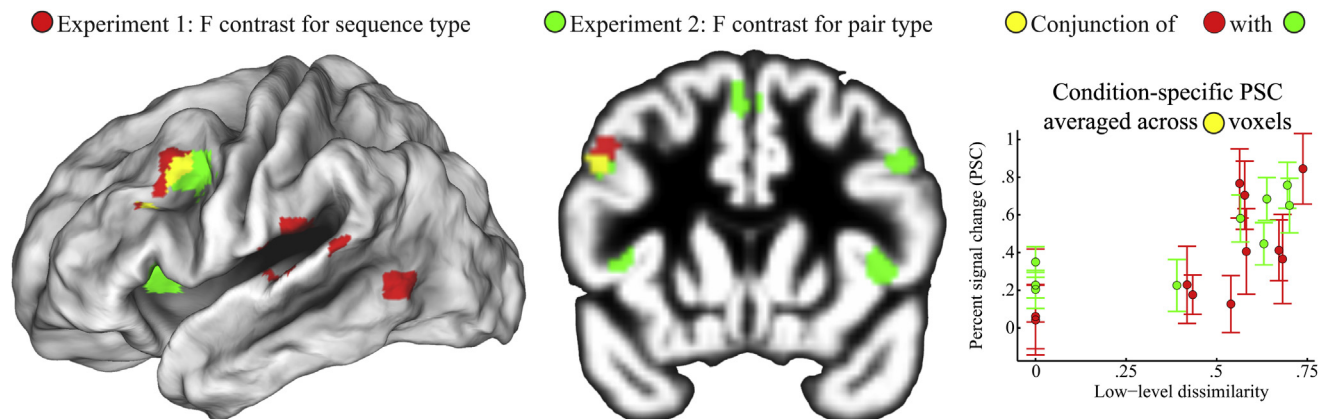 Experiment 1: F contrast for sequence type
Experiment 2: F contrast for pair type
Conjunction of with
Condition-specific PSC
averaged across voxels
Percent signal change (PSC)
1
.8
.6
.4
.2
0
0 .25 .5 .75
Low-level dissimilarity